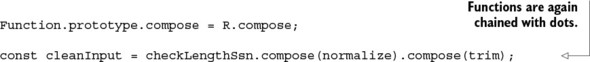 Functions are again
chained with dots.
Function.prototype.compose = R.compose;
const cleanInput = checkLengthSsn.compose(normalize).compose(trim);